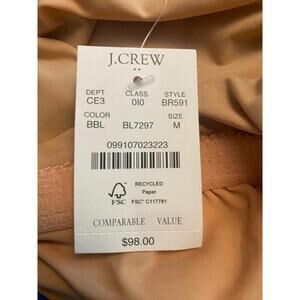 J.CREW
DEPT CLASS STYLE
CE3 010 BR591
COLOR SIZE
BBL BL7297 M
099107023223
RECYCLED
Paper
FSC FSC® C117781
COMPARABLE VALUE
$98.00